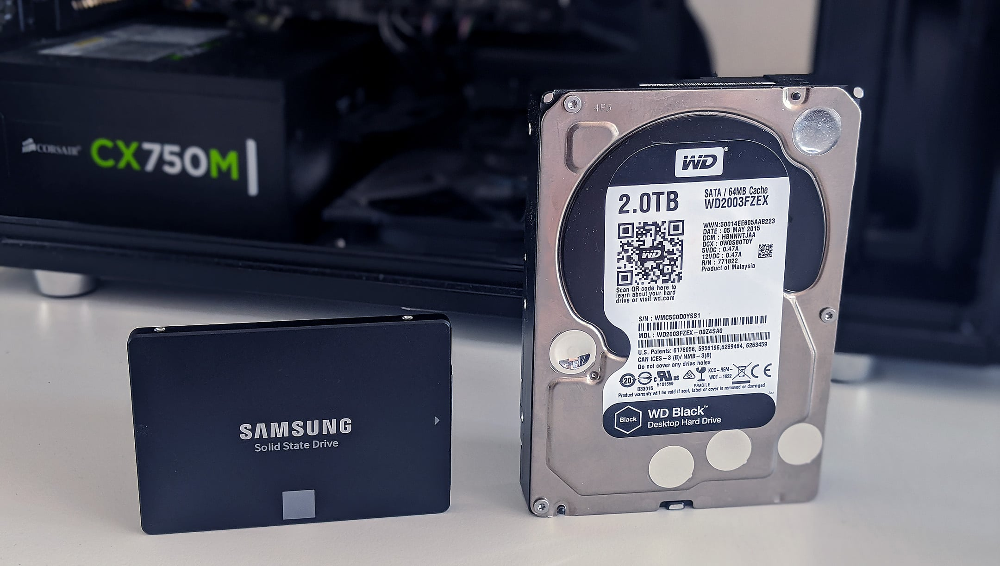 CORSAIR® CX750M
4P3
WD®
2.0TB
SATA / 64MB Cache
WD2003FZEX
WWN:50014EE605AAB223
DATE : 05 MAY 2015
DCM : HBNNNTJAA
DCX : 0W0S80T0Y
5VDC : 0.47A
12VDC : 0.47A
R/N : 771822
Product of Malaysia
WD
Scan QR code here to
learn about your hard
drive or visit wd.com
S/N : WMC5C0D0YSS1
MDL : WD2003FZEX-00Z4SA0
U.S. Patents: 6178056, 5956196,6289484, 6263459
CAN ICES-3 (B)/ NMB-3(B)
Do not cover any drive holes
20
D33015
c RU US
E101559
FRAGILE
KCC-REM-
WDT-1822
CE
Product warranty will be void if seal, label or cover is removed or damaged
Black
WD Black™
Desktop Hard Drive
SAMSUNG
Solid State Drive